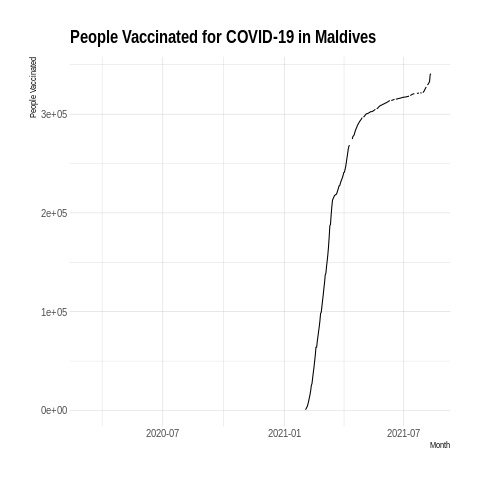 People Vaccinated for COVID-19 in Maldives
People Vaccinated
3e+05
2e+05
1e+05
0e+00
2020-07
2021-01
2021-07
Month